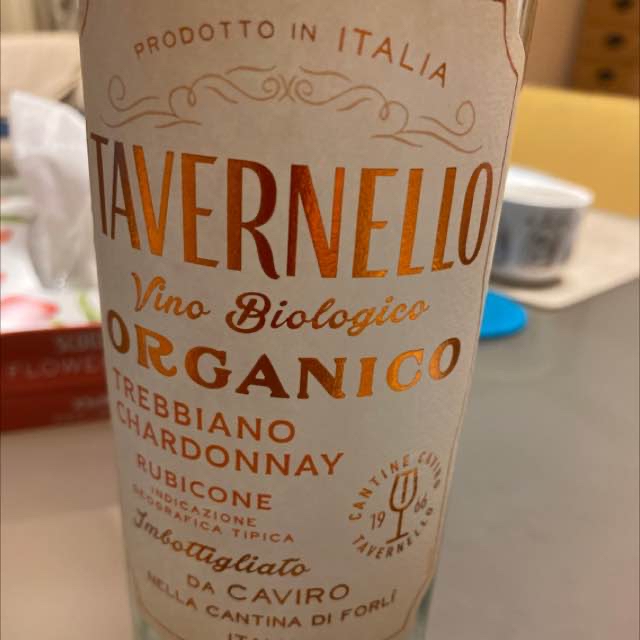 PRODOTTO IN ITALIA
TAVERNELLO
Vino Biologico
ORGANICO
TREBBIANO
CHARDONNAY
RUBICONE
INDICAZIONE
GEOGRAFICA TIPICA
Imbottigliato
DA CAVIRO
NELLA CANTINA DI FORLÌ
CANTINE CAVIRO
19
TAVERNELLO
FLOWE